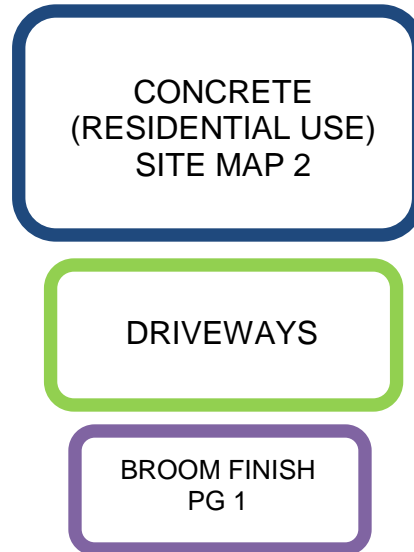 CONCRETE
(RESIDENTIAL USE)
SITE MAP 2
DRIVEWAYS
BROOM FINISH
PG 1